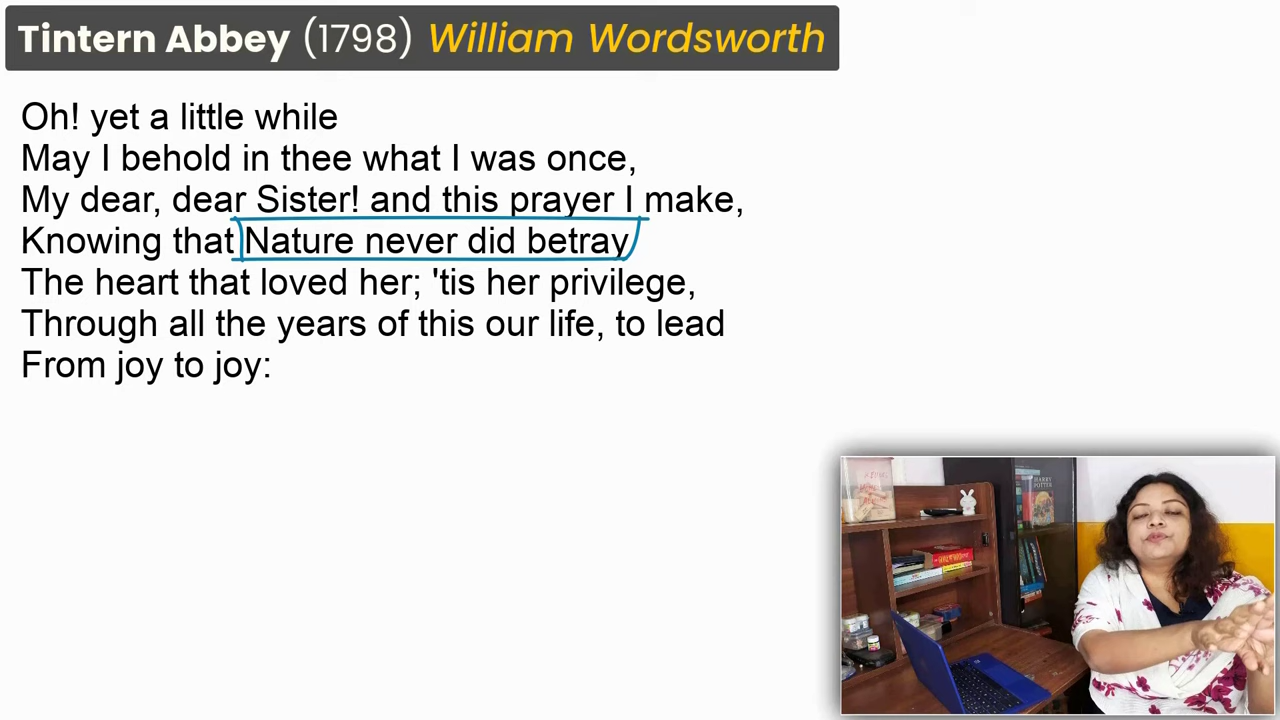 Tintern Abbey (1798) William Wordsworth
Oh! yet a little while
May I behold in thee what I was once,
My dear, dear Sister! and this prayer I make,
Knowing that Nature never did betray
The heart that loved her; 'tis her privilege,
Through all the years of this our life, to lead
From joy to joy:
HARRY
POTTER